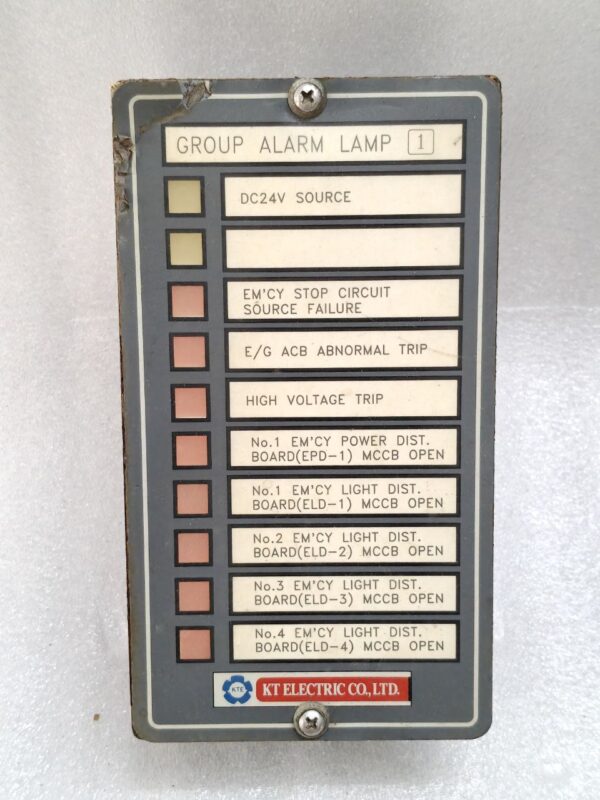 GROUP ALARM LAMP 1
DC24V SOURCE
EM'CY STOP CIRCUIT
SOURCE FAILURE
E/G ACB ABNORMAL TRIP
HIGH VOLTAGE TRIP
No.1 EM'CY POWER DIST.
BOARD(EPD-1) MCCB OPEN
No.1 EM'CY LIGHT DIST.
BOARD(ELD-1) MCCB OPEN
No.2 EM'CY LIGHT DIST.
BOARD(ELD-2) MCCB OPEN
No.3 EM'CY LIGHT DIST.
BOARD(ELD-3) MCCB OPEN
No.4 EM'CY LIGHT DIST.
BOARD(ELD-4) MCCB OPEN
KTE KT ELECTRIC CO., LTD.